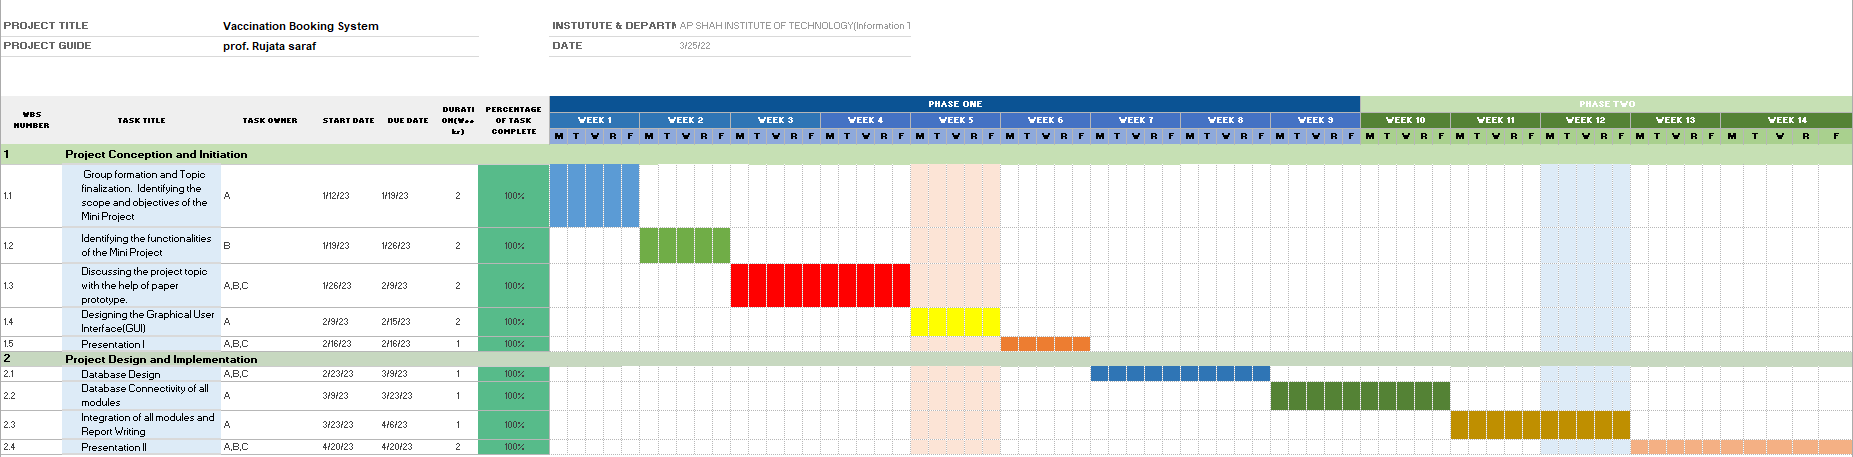 PROJECT TITLE Vaccination Booking System INSTUTUTE & DEPARTM AP SHAH INSTITUTE OF TECHNOLOGY(Information T
PROJECT GUIDE prof. Rujata saraf DATE 3/25/22
WBS NUMBER TASK TITLE TASK OWNER START DATE DUE DATE DURATI ON(Wee kr) PERCENTAGE OF TASK COMPLETE
PHASE ONE PHASE TWO
WEEK 1 WEEK 2 WEEK 3 WEEK 4 WEEK 5 WEEK 6 WEEK 7 WEEK 8 WEEK 9 WEEK 10 WEEK 11 WEEK 12 WEEK 13 WEEK 14
M T W R F M T W R F M T W R F M T W R F M T W R F M T W R F M T W R F M T W R F M T W R F M T W R F M T W R F M T W R F M T W R F M T W R F
1 Project Conception and Initiation
1.1 Group formation and Topic finalization. Identifying the scope and objectives of the Mini Project A 1/12/23 1/19/23 2 100%
1.2 Identifying the functionalities of the Mini Project B 1/19/23 1/26/23 2 100%
1.3 Discussing the project topic with the help of paper prototype. A,B,C 1/26/23 2/9/23 2 100%
1.4 Designing the Graphical User Interface(GUI) A 2/9/23 2/15/23 2 100%
1.5 Presentation I A,B,C 2/16/23 2/16/23 1 100%
2 Project Design and Implementation
2.1 Database Design A,B,C 2/23/23 3/9/23 1 100%
2.2 Database Connectivity of all modules A 3/9/23 3/23/23 1 100%
2.3 Integration of all modules and Report Writing A 3/23/23 4/6/23 1 100%
2.4 Presentation II A,B,C 4/20/23 4/20/23 1 100%